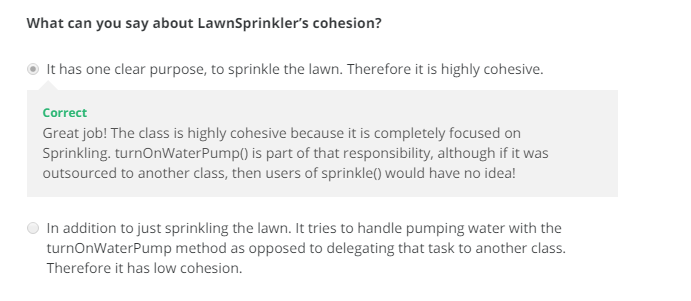 What can you say about LawnSprinkler's cohesion?
It has one clear purpose, to sprinkle the lawn. Therefore it is highly cohesive.
Correct
Great job! The class is highly cohesive because it is completely focused on
Sprinkling. turnOnWaterPump() is part of that responsibility, although if it was
outsourced to another class, then users of sprinkle() would have no idea!
In addition to just sprinkling the lawn. It tries to handle pumping water with the
turnOnWaterPump method as opposed to delegating that task to another class.
Therefore it has low cohesion.